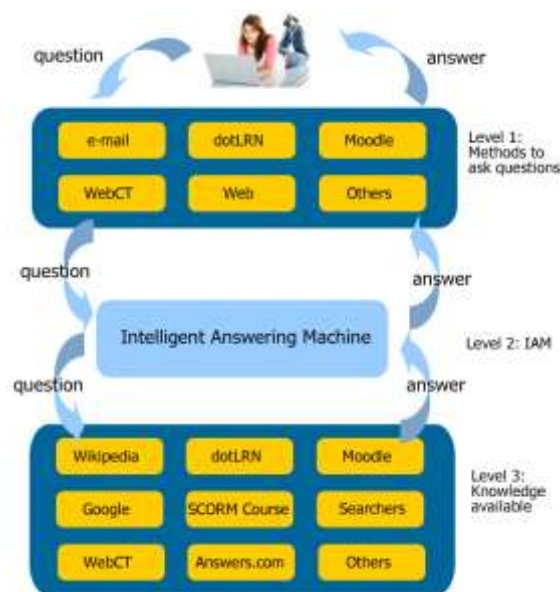 question
answer
e-mail
dotLRN
Moodle
WebCT
Web
Others
Level 1:
Methods to
ask questions
question
answer
Intelligent Answering Machine
Level 2: IAM
question
answer
Wikipedia
dotLRN
Moodle
Google
SCORM Course
Searchers
WebCT
Answers.com
Others
Level 3:
Knowledge
available